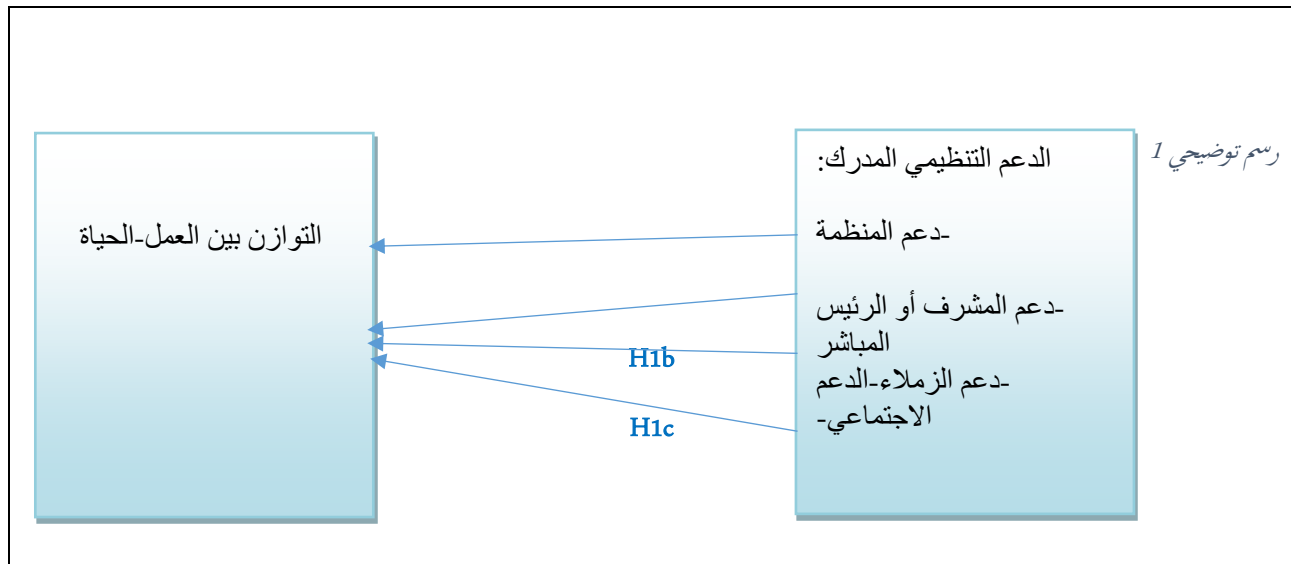 رسم توضيحي 1
الدعم التنظيمي المدرك:
-دعم المنظمة
-دعم المشرف أو الرئيس
المباشر
-دعم الزملاء-الدعم
الاجتماعي-
H1b
H1c
التوازن بين العمل-الحياة